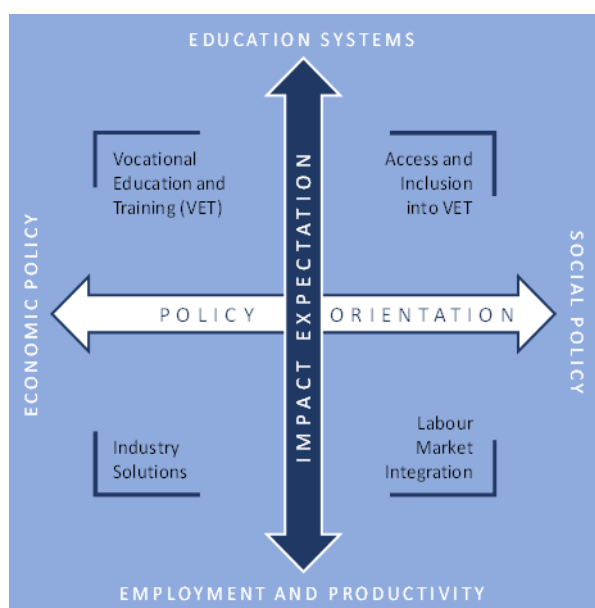 EDUCATION SYSTEMS
Vocational
Education and
Training (VET)
Access and
Inclusion
into VET
ECONOMIC POLICY
POLICY ORIENTATION
IMPACT EXPECTATION
SOCIAL POLICY
Industry
Solutions
Labour
Market
Integration
EMPLOYMENT AND PRODUCTIVITY